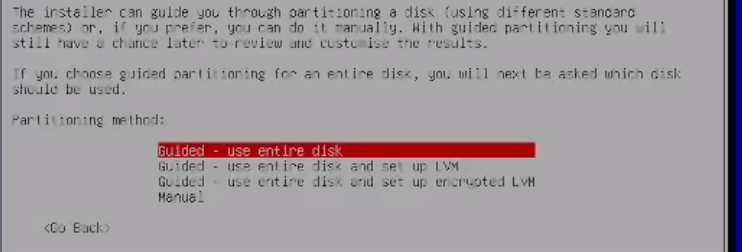 The installer can guide you through partitioning a disk (using different standard
schemes) or, if you prefer, you can do it manually. With guided partitioning you will
still have a chance later to review and customise the results.
If you choose guided partitioning for an entire disk, you will next be asked which disk
should be used.
Partitioning method:
Guided - use entire disk
Guided - use entire disk and set up LVM
Guided - use entire disk and set up encrypted LVM
Manual
<Go Back>